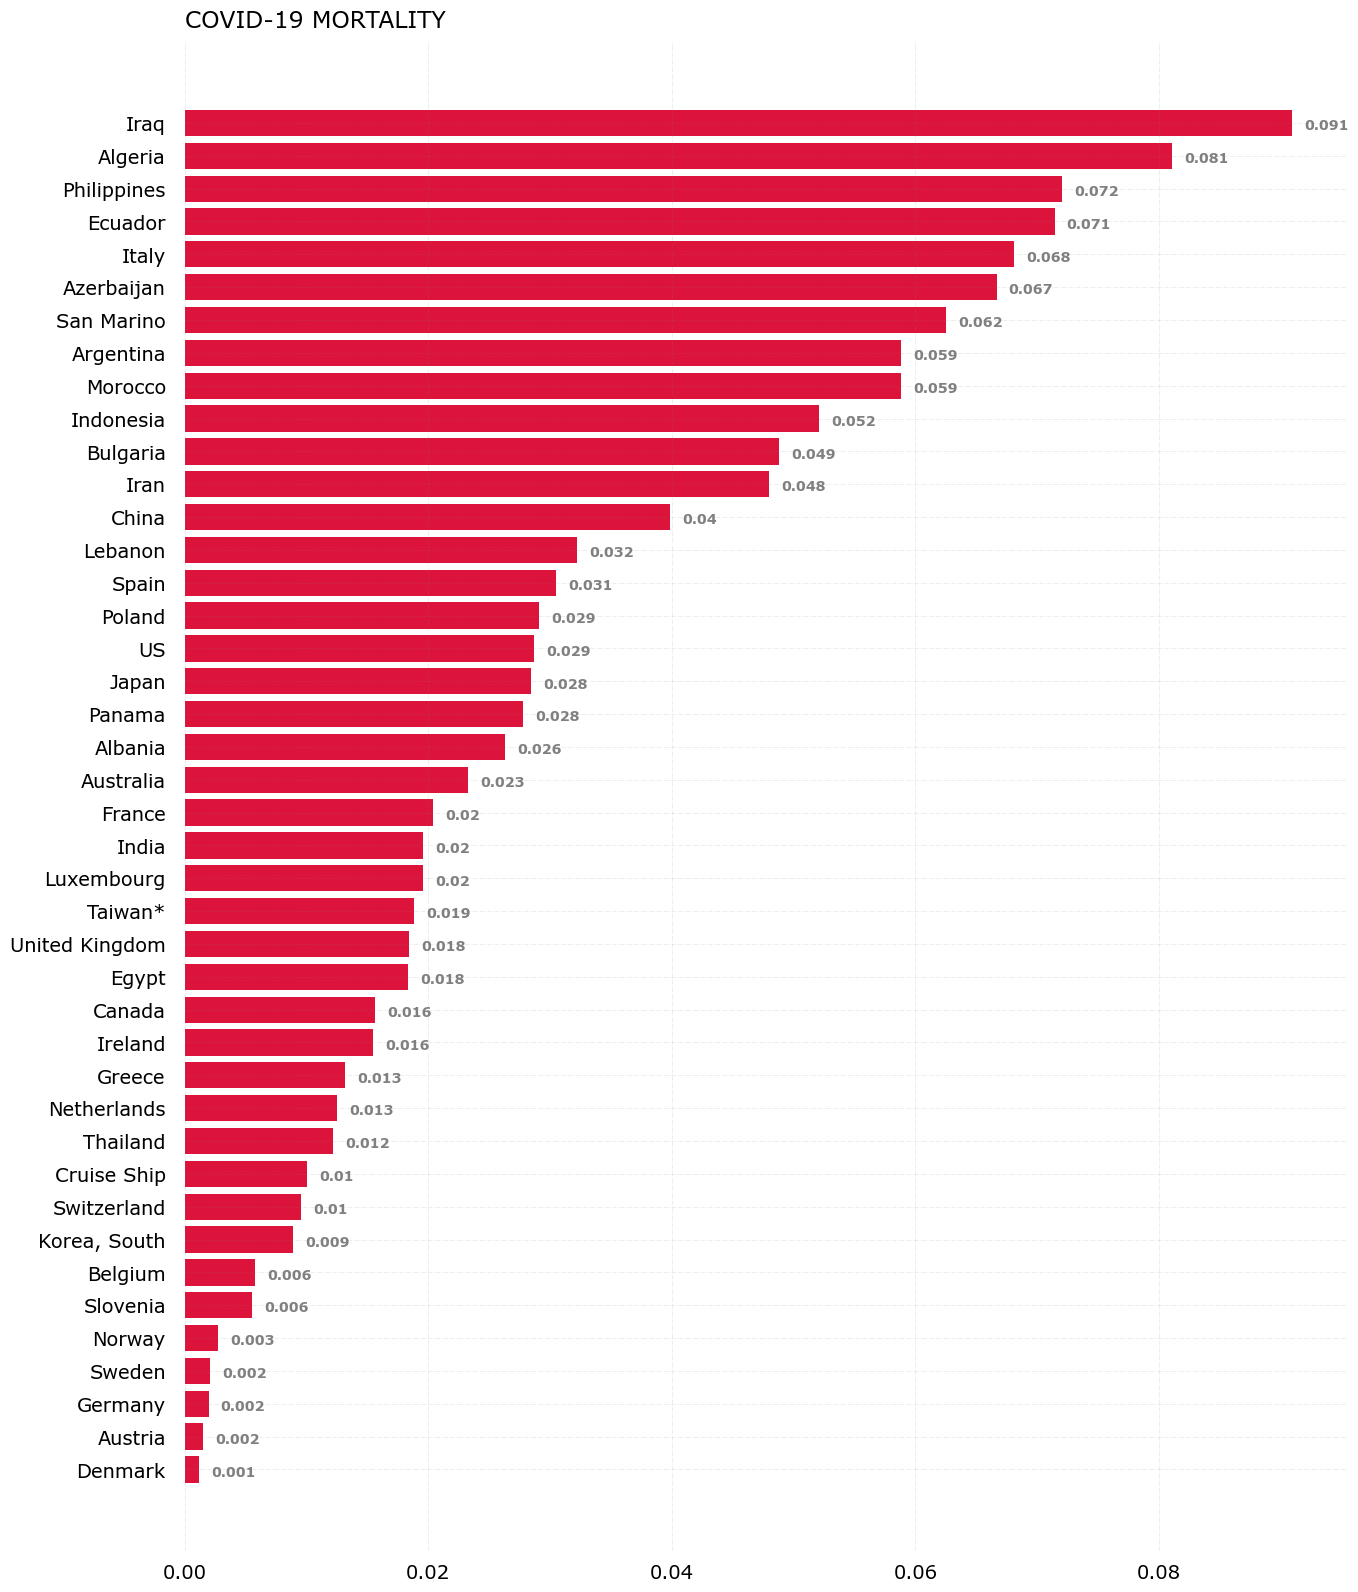 COVID-19 MORTALITY
Iraq 0.091
Algeria 0.081
Philippines 0.072
Ecuador 0.071
Italy 0.068
Azerbaijan 0.067
San Marino 0.062
Argentina 0.059
Morocco 0.059
Indonesia 0.052
Bulgaria 0.049
Iran 0.048
China 0.04
Lebanon 0.032
Spain 0.031
Poland 0.029
US 0.029
Japan 0.028
Panama 0.028
Albania 0.026
Australia 0.023
France 0.02
India 0.02
Luxembourg 0.02
Taiwan* 0.019
United Kingdom 0.018
Egypt 0.018
Canada 0.016
Ireland 0.016
Greece 0.013
Netherlands 0.013
Thailand 0.012
Cruise Ship 0.01
Switzerland 0.01
Korea, South 0.009
Belgium 0.006
Slovenia 0.006
Norway 0.003
Sweden 0.002
Germany 0.002
Austria 0.002
Denmark 0.001
0.00 0.02 0.04 0.06 0.08